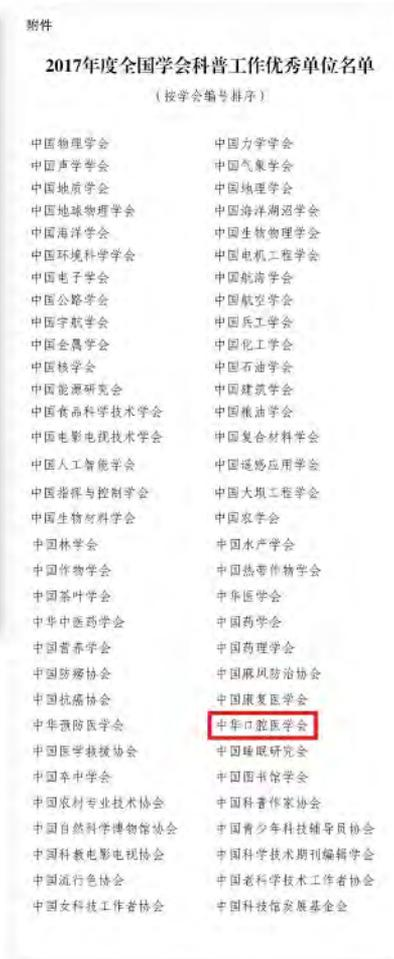 附件
2017年度全国学会科普工作优秀单位名单
（按学会编号排序）
中国物理学会 中国力学学会
中国声学学会 中国气象学会
中国地质学会 中国地理学会
中国地球物理学会 中国海洋湖沼学会
中国海洋学会 中国生物物理学会
中国环境科学学会 中国电机工程学会
中国电子学会 中国航海学会
中国公路学会 中国航空学会
中国宇航学会 中国兵工学会
中国金属学会 中国化工学会
中国核学会 中国石油学会
中国能源研究会 中国建筑学会
中国食品科学技术学会 中国粮油学会
中国电影电视技术学会 中国复合材料学会
中国人工智能学会 中国遥感应用学会
中国指挥与控制学会 中国大坝工程学会
中国生物材料学会 中国农学会
中国林学会 中国水产学会
中国作物学会 中国热带作物学会
中国茶叶学会 中华医学会
中华中医药学会 中国药学会
中国营养学会 中国药理学会
中国防痨协会 中国麻风防治协会
中国抗癌协会 中国康复医学会
中华预防医学会 中华口腔医学会
中国医学救援协会 中国睡眠研究会
中国卒中学会 中国图书馆学会
中国农村专业技术协会 中国科普作家协会
中国自然科学博物馆协会 中国青少年科技辅导员协会
中国科教电影电视协会 中国科学技术期刊编辑学会
中国流行色协会 中国老科学技术工作者协会
中国女科技工作者协会 中国科技馆发展基金会